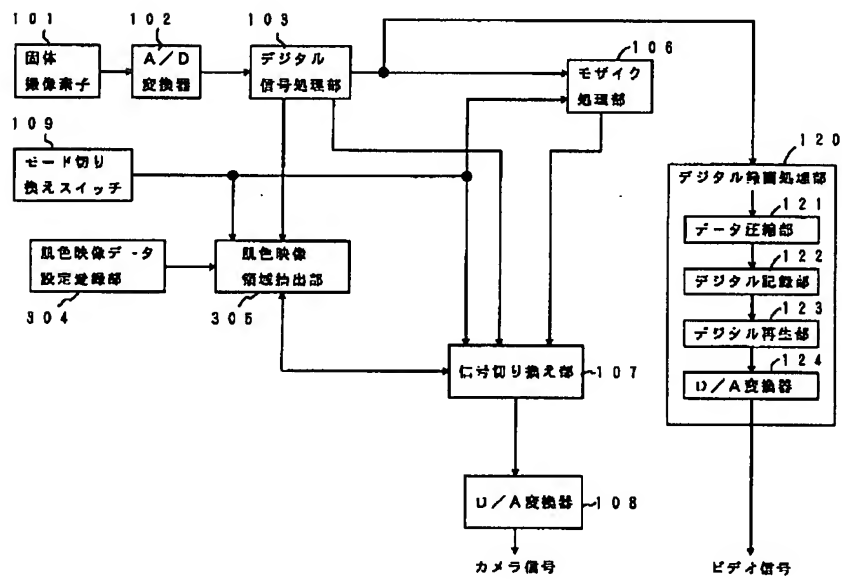 101
固体
撮像素子
102
A/D
変換器
103
デジタル
信号処理部
106
モザイク
処理部
109
モード切り
換えスイッチ
120
デジタル録画処理部
121
データ圧縮部
122
デジタル記録部
123
デジタル再生部
124
D/A変換器
肌色映像データ
設定登録部
304
肌色映像
領域抽出部
305
信号切り換え部
107
D/A変換器
108
カメラ信号
ビデオ信号